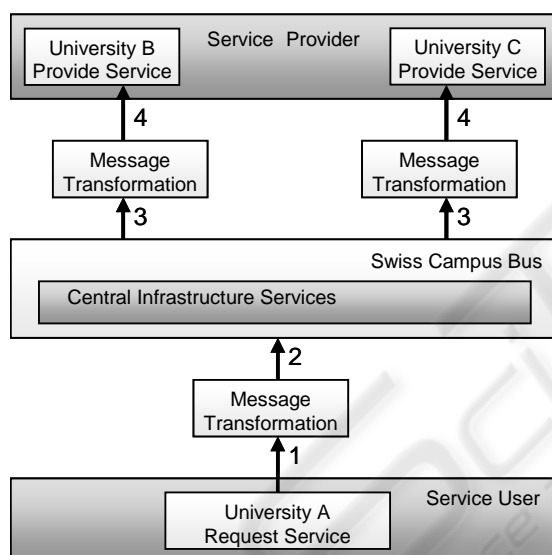 University B
Provide Service
Service Provider
University C
Provide Service
4
4
Message
Transformation
Message
Transformation
3
3
Swiss Campus Bus
Central Infrastructure Services
2
Message
Transformation
1
Service User
University A
Request Service